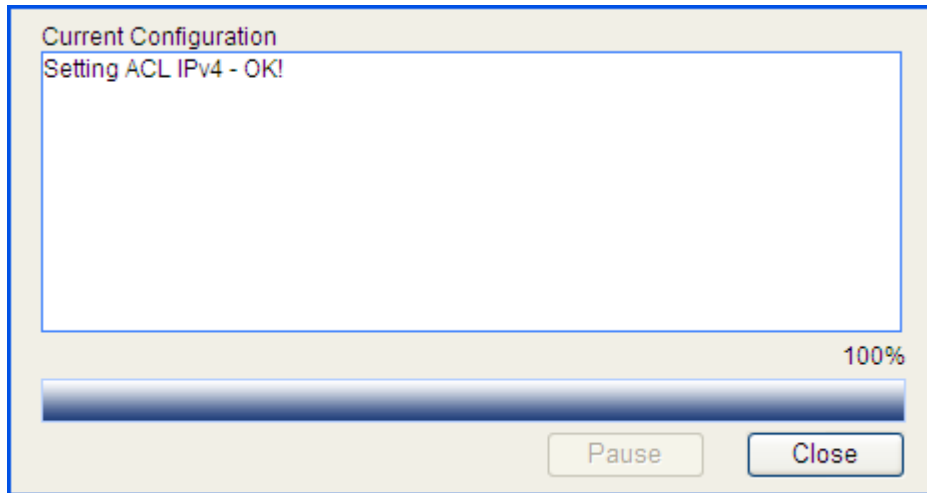 Current Configuration
Setting ACL IPv4 - OK!
100%
Pause
Close